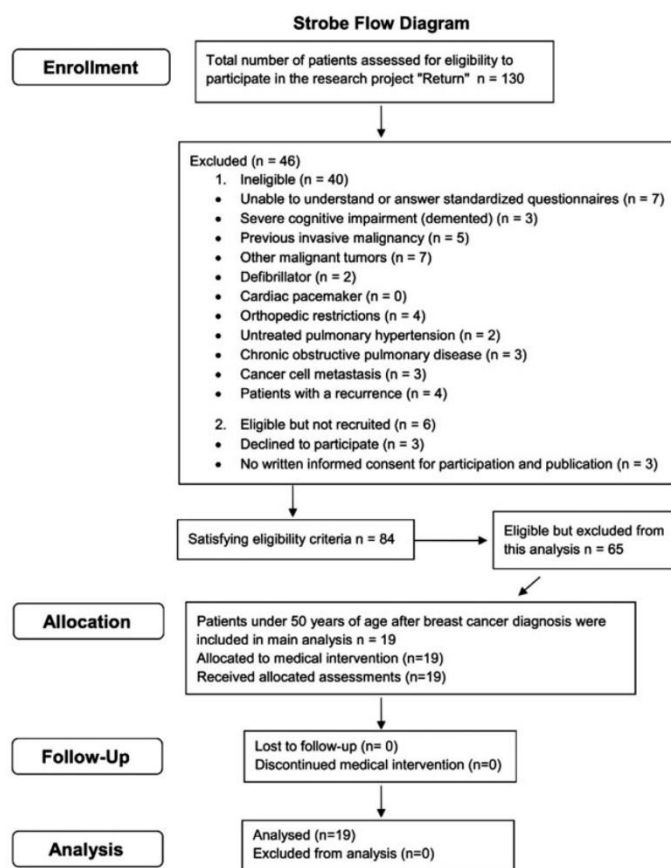 Strobe Flow Diagram
Enrollment
Total number of patients assessed for eligibility to
participate in the research project "Return" n = 130
Excluded (n = 46)
1. Ineligible (n = 40)
• Unable to understand or answer standardized questionnaires (n = 7)
• Severe cognitive impairment (demented) (n = 3)
• Previous invasive malignancy (n = 5)
• Other malignant tumors (n = 7)
• Defibrillator (n = 2)
• Cardiac pacemaker (n = 0)
• Orthopedic restrictions (n = 4)
• Untreated pulmonary hypertension (n = 2)
• Chronic obstructive pulmonary disease (n = 3)
• Cancer cell metastasis (n = 3)
• Patients with a recurrence (n = 4)
2. Eligible but not recruited (n = 6)
• Declined to participate (n = 3)
• No written informed consent for participation and publication (n = 3)
Satisfying eligibility criteria n = 84
Eligible but excluded from
this analysis n = 65
Allocation
Patients under 50 years of age after breast cancer diagnosis were
included in main analysis n = 19
Allocated to medical intervention (n=19)
Received allocated assessments (n=19)
Follow-Up
Lost to follow-up (n= 0)
Discontinued medical intervention (n=0)
Analysis
Analysed (n=19)
Excluded from analysis (n=0)